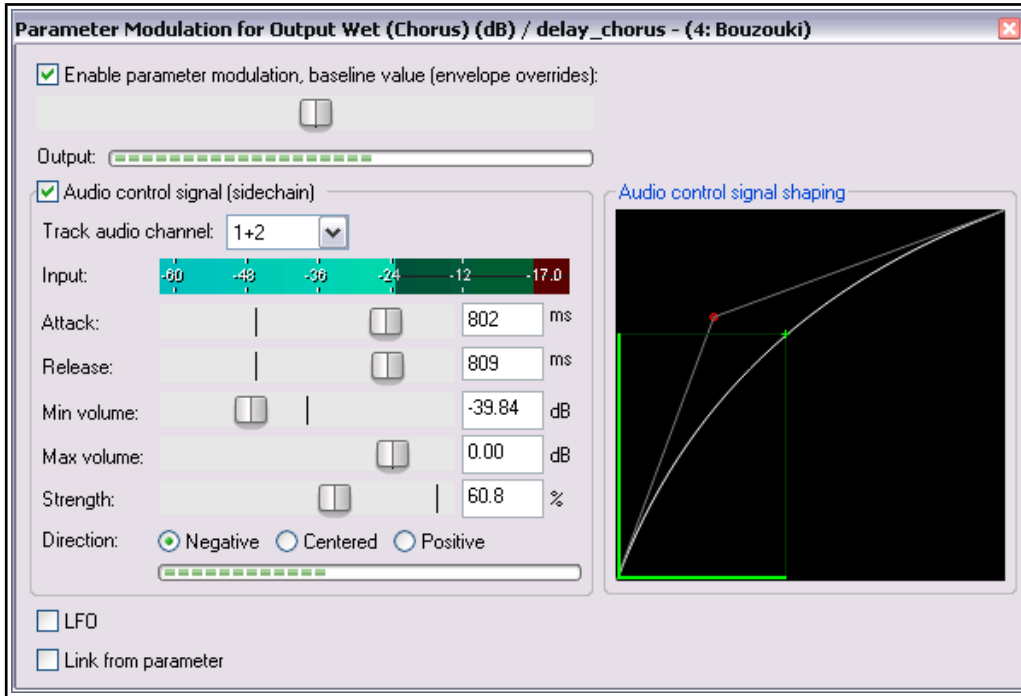 Parameter Modulation for Output Wet (Chorus) (dB) / delay_chorus - (4: Bouzouki)
Enable parameter modulation, baseline value (envelope overrides):
Output:
Audio control signal (sidechain)
Audio control signal shaping
Track audio channel: 1+2
Input: -60 -48 -36 -24 -12 -17.0
Attack: 802 ms
Release: 809 ms
Min volume: -39.84 dB
Max volume: 0.00 dB
Strength: 60.8 %
Direction: Negative Centered Positive
LFO
Link from parameter